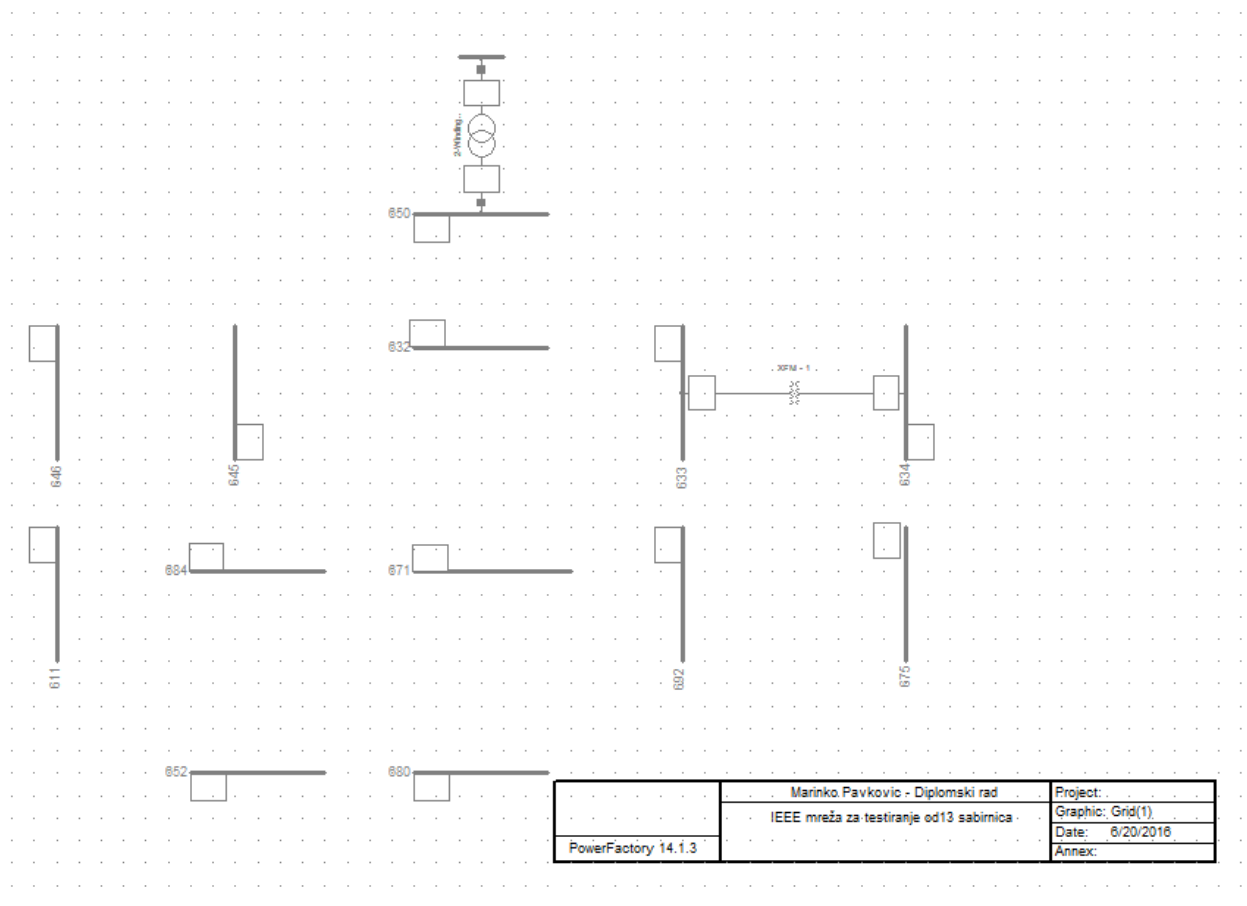 2-Winding...
650
632
XFM - 1
646
645
633
634
684
671
611
692
675
652
680
Marinko Pavkovic - Diplomski rad
Project:
IEEE mreža za testiranje od13 sabirnica
Graphic: Grid(1)
Date: 6/20/2016
PowerFactory 14.1.3
Annex: